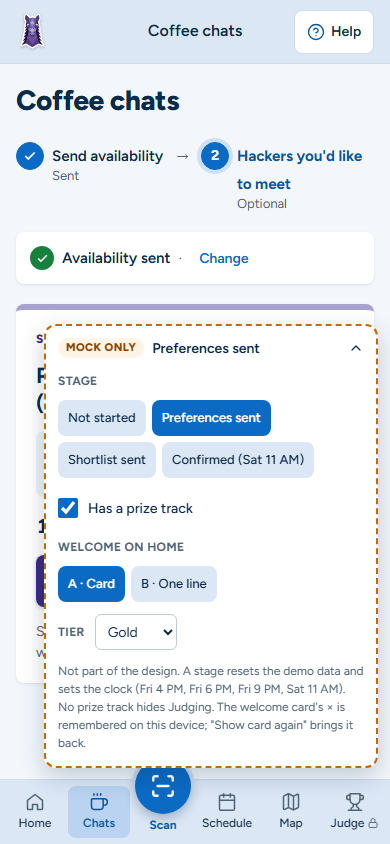 Coffee chats
Help
Coffee chats
Send availability
Sent
→
2
Hackers you'd like
to meet
Optional
Availability sent · Change
MOCK ONLY Preferences sent
STAGE
Not started
Preferences sent
Shortlist sent
Confirmed (Sat 11 AM)
Has a prize track
WELCOME ON HOME
A · Card
B · One line
TIER Gold
Not part of the design. A stage resets the demo data and
sets the clock (Fri 4 PM, Fri 6 PM, Fri 9 PM, Sat 11 AM).
No prize track hides Judging. The welcome card's × is
remembered on this device; "Show card again" brings it
back.
Home
Chats
Scan
Schedule
Map
Judge